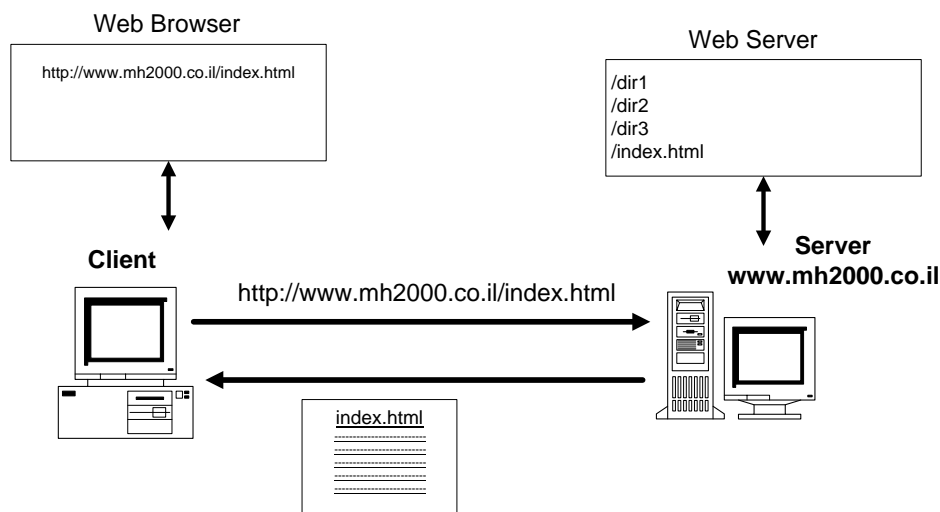 Web Browser
http://www.mh2000.co.il/index.html
Web Server
/dir1
/dir2
/dir3
/index.html
Client
Server
www.mh2000.co.il
http://www.mh2000.co.il/index.html
index.html